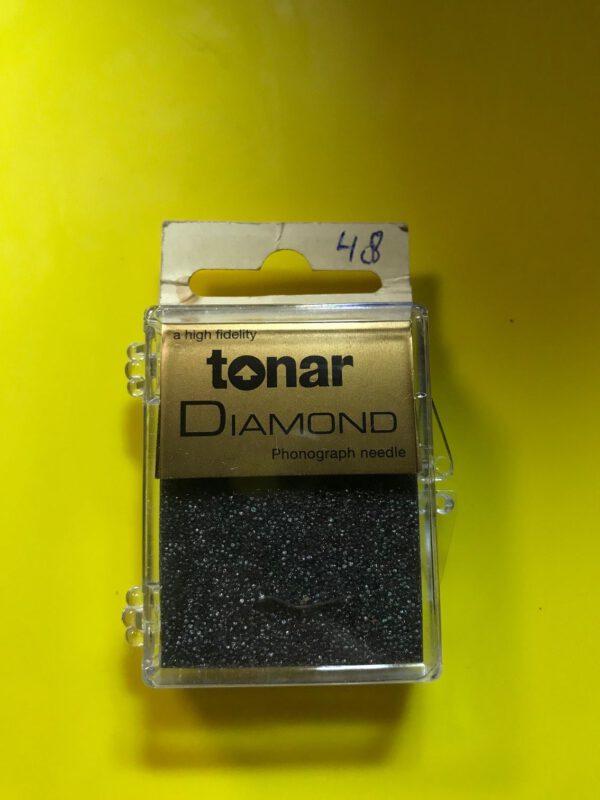 48
a high fidelity
tonar
DIAMOND
Phonograph needle